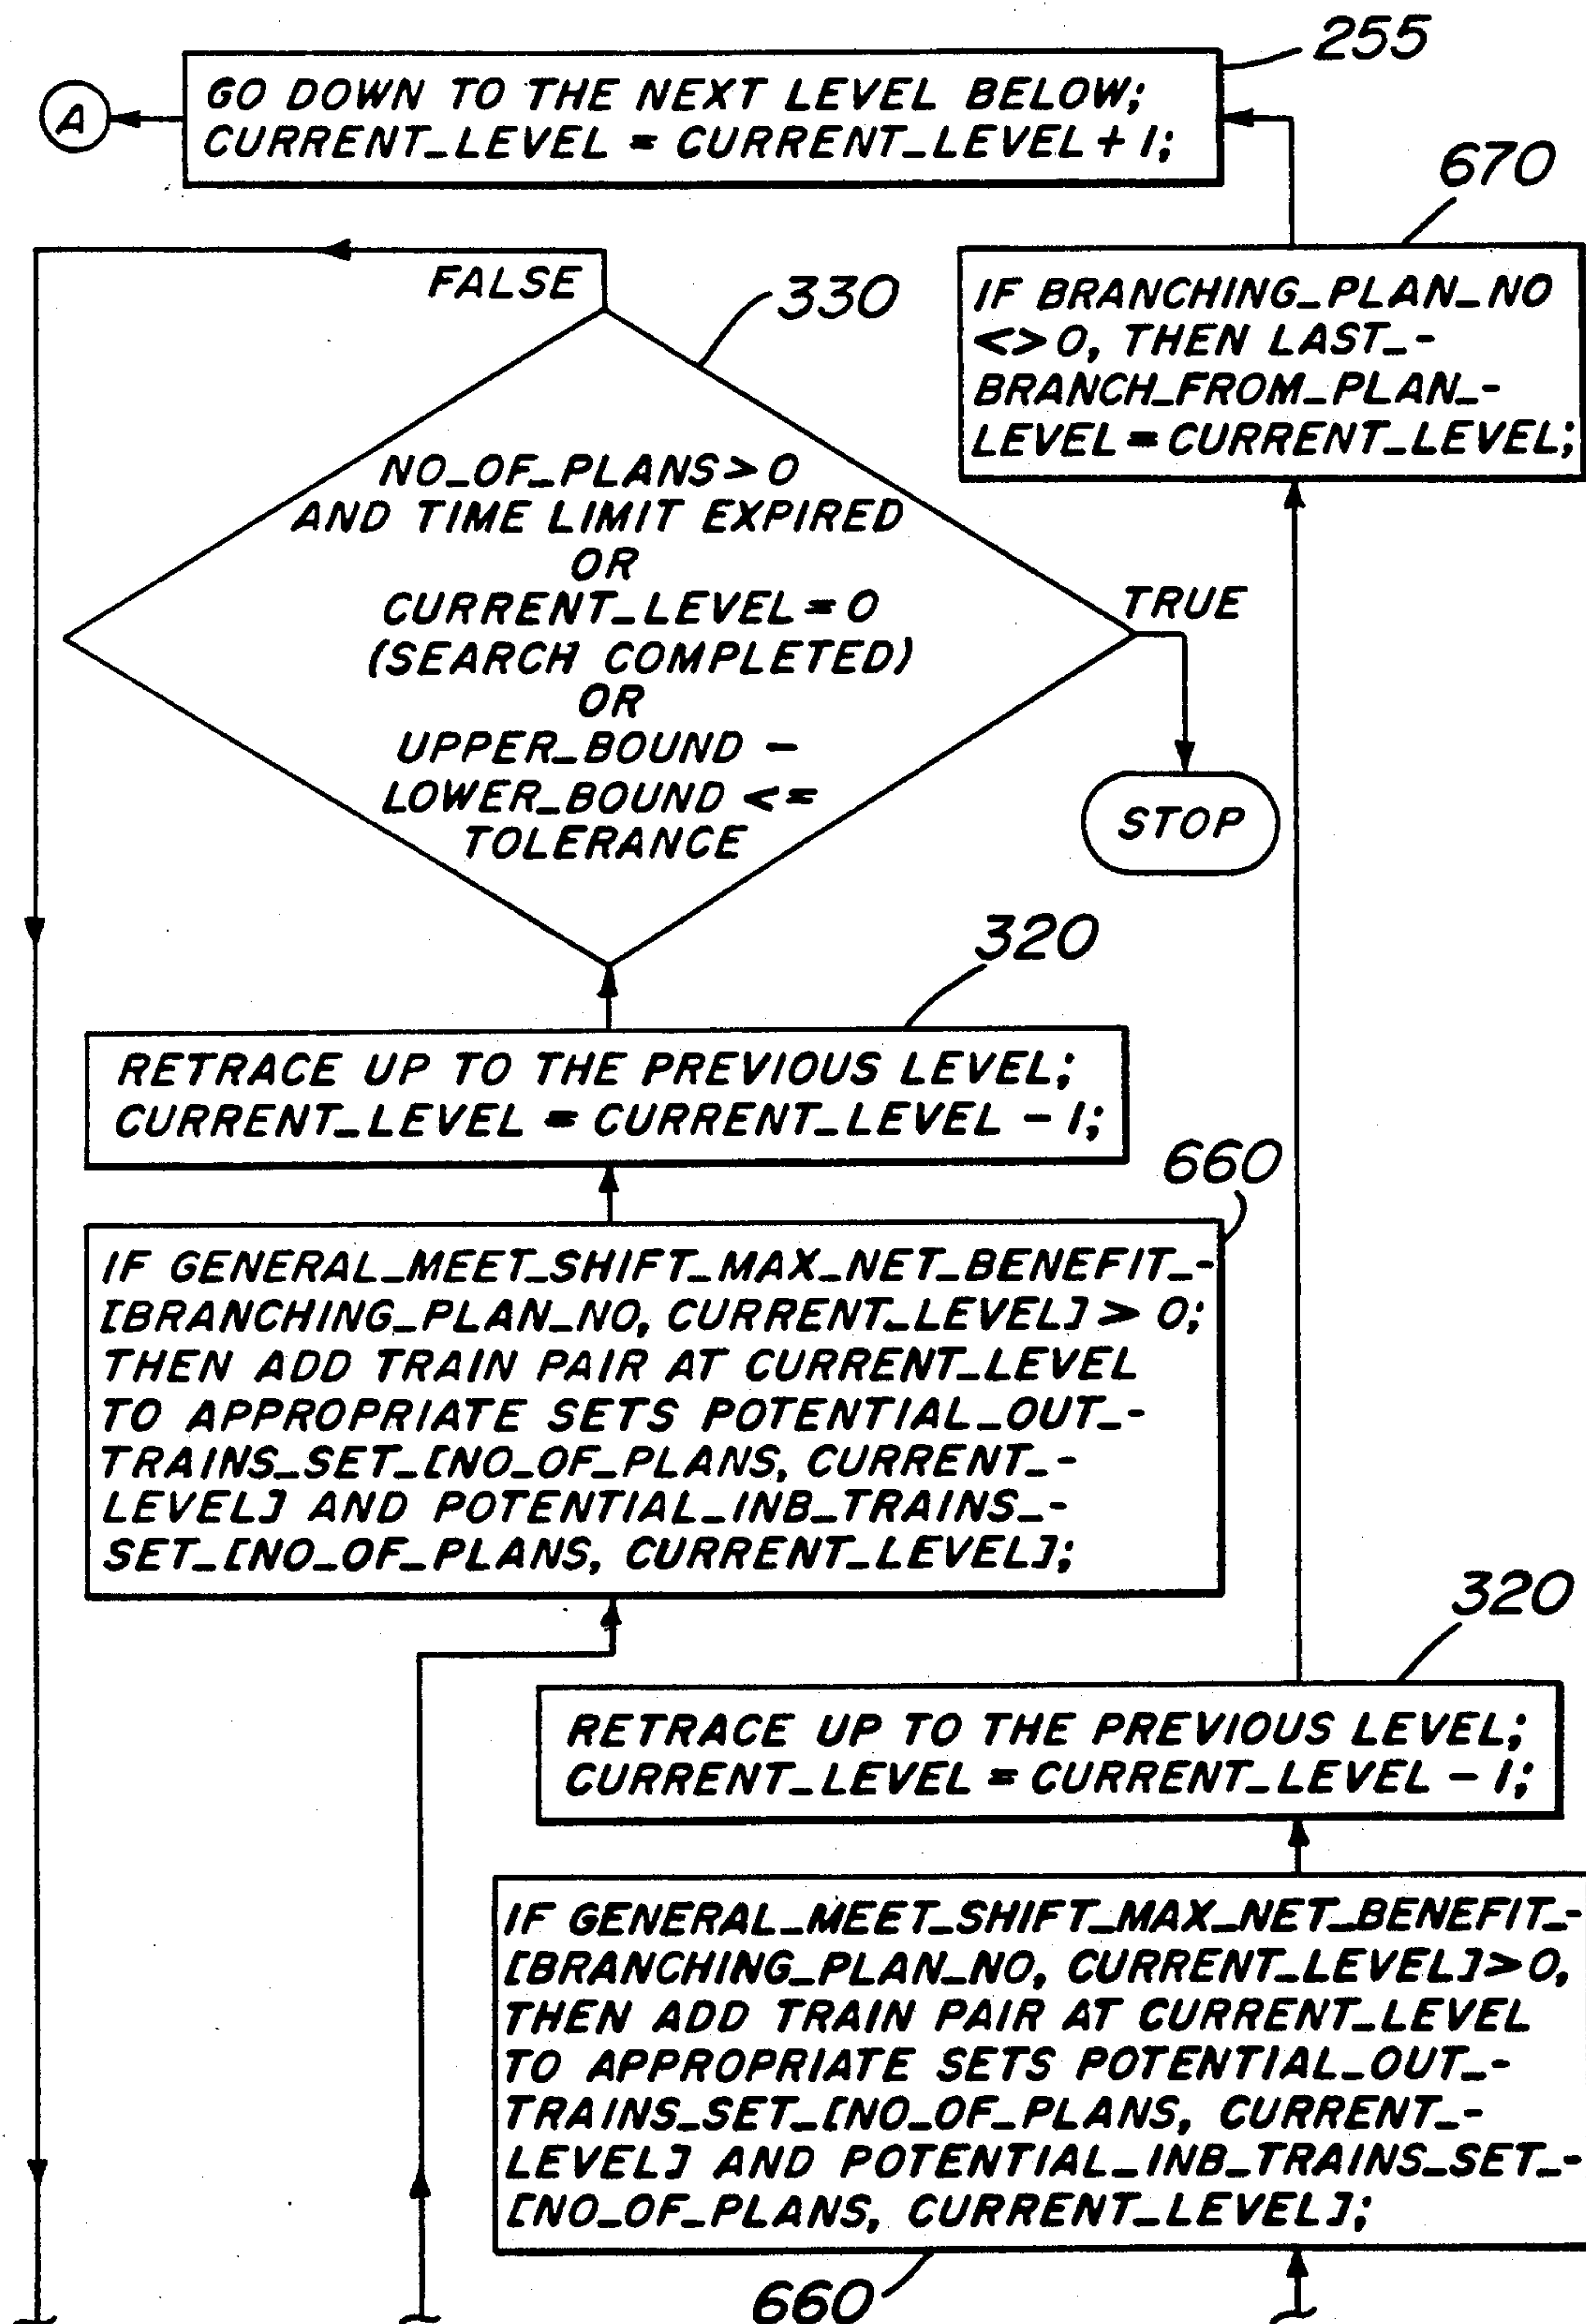 255
A
GO DOWN TO THE NEXT LEVEL BELOW;
CURRENT_LEVEL = CURRENT_LEVEL + 1;
670
FALSE
330
IF BRANCHING_PLAN_NO
<>0, THEN LAST_-
BRANCH_FROM_PLAN_-
LEVEL = CURRENT_LEVEL;
NO_OF_PLANS > 0
AND TIME LIMIT EXPIRED
OR
CURRENT_LEVEL = 0
(SEARCH COMPLETED)
OR
UPPER_BOUND -
LOWER_BOUND <=
TOLERANCE
TRUE
STOP
320
RETRACE UP TO THE PREVIOUS LEVEL;
CURRENT_LEVEL = CURRENT_LEVEL - 1;
660
IF GENERAL_MEET_SHIFT_MAX_NET_BENEFIT_-
[BRANCHING_PLAN_NO, CURRENT_LEVEL] > 0;
THEN ADD TRAIN PAIR AT CURRENT_LEVEL
TO APPROPRIATE SETS POTENTIAL_OUT_-
TRAINS_SET_[NO_OF_PLANS, CURRENT_-
LEVEL] AND POTENTIAL_INB_TRAINS_-
SET_[NO_OF_PLANS, CURRENT_LEVEL];
320
RETRACE UP TO THE PREVIOUS LEVEL;
CURRENT_LEVEL = CURRENT_LEVEL - 1;
IF GENERAL_MEET_SHIFT_MAX_NET_BENEFIT_-
[BRANCHING_PLAN_NO, CURRENT_LEVEL]>0,
THEN ADD TRAIN PAIR AT CURRENT_LEVEL
TO APPROPRIATE SETS POTENTIAL_OUT_-
TRAINS_SET_[NO_OF_PLANS, CURRENT_-
LEVEL] AND POTENTIAL_INB_TRAINS_SET_-
[NO_OF_PLANS, CURRENT_LEVEL];
660